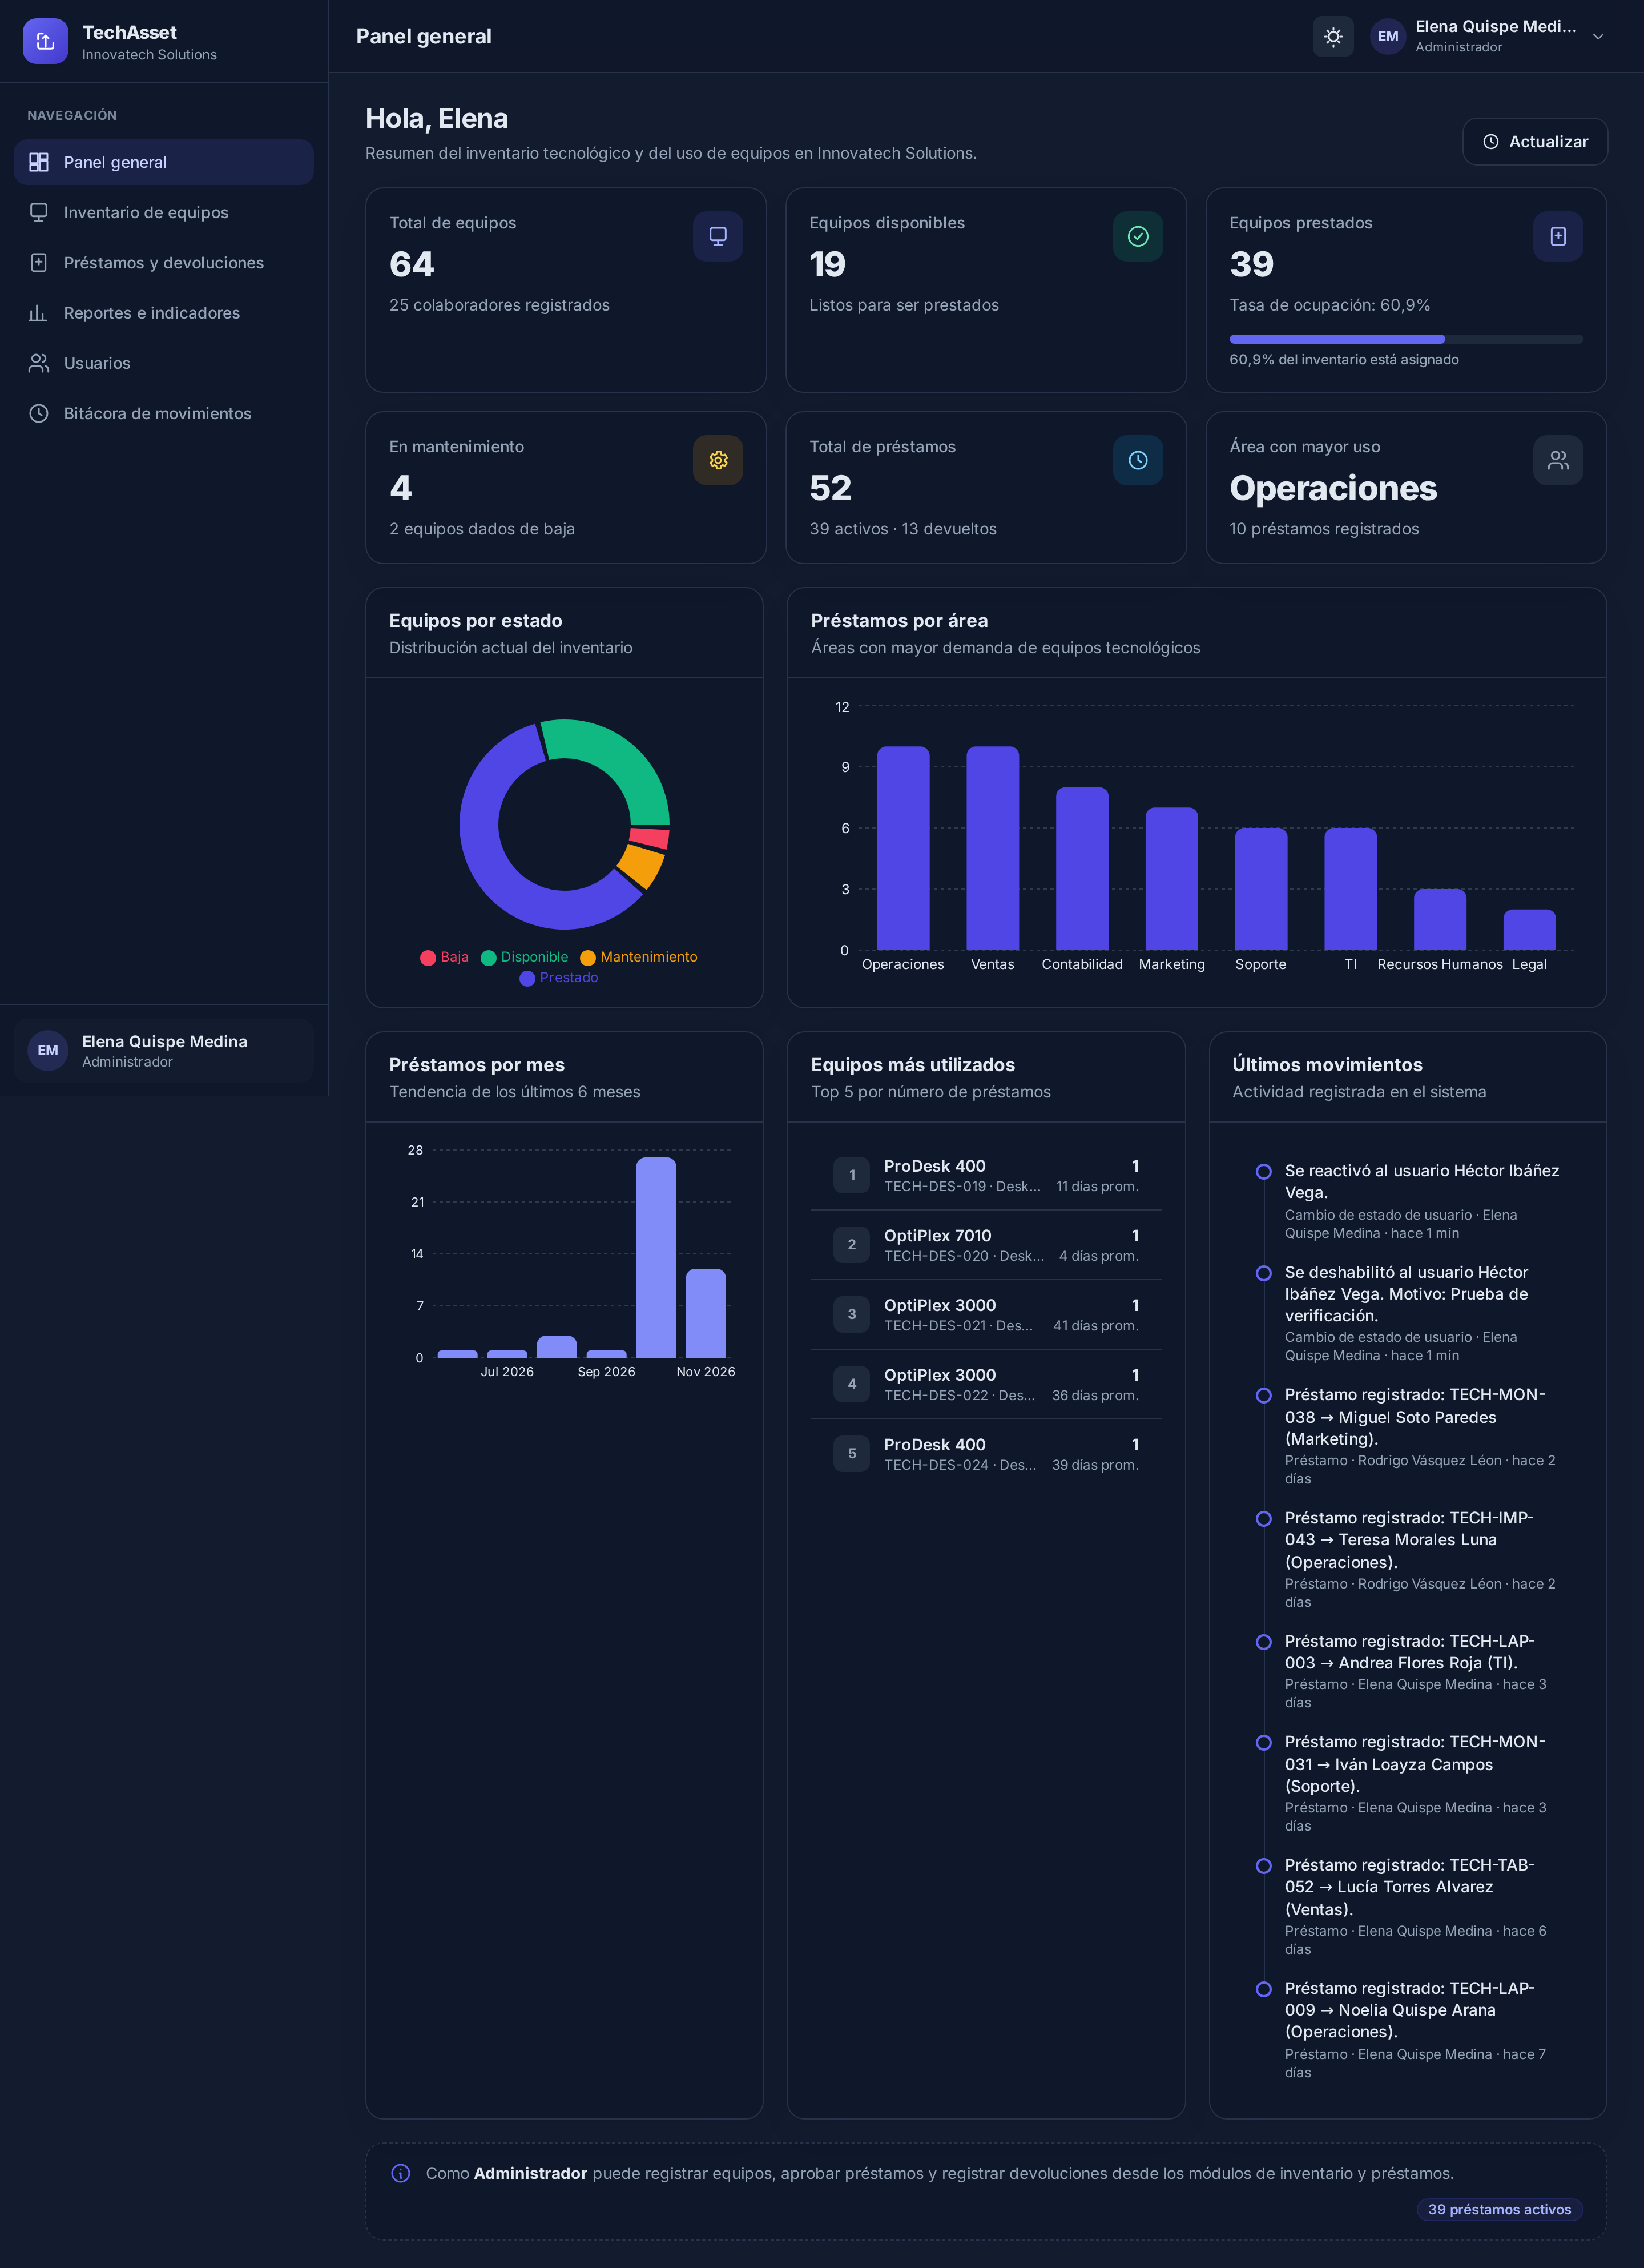 TechAsset
Innovatech Solutions
NAVEGACIÓN
Panel general
Inventario de equipos
Préstamos y devoluciones
Reportes e indicadores
Usuarios
Bitácora de movimientos
EM
Elena Quispe Medina
Administrador
Panel general
EM
Elena Quispe Medi...
Administrador
Hola, Elena
Resumen del inventario tecnológico y del uso de equipos en Innovatech Solutions.
Actualizar
Total de equipos
64
25 colaboradores registrados
Equipos disponibles
19
Listos para ser prestados
Equipos prestados
39
Tasa de ocupación: 60,9%
60,9% del inventario está asignado
En mantenimiento
4
2 equipos dados de baja
Total de préstamos
52
39 activos · 13 devueltos
Área con mayor uso
Operaciones
10 préstamos registrados
Equipos por estado
Distribución actual del inventario
Baja Disponible Mantenimiento
Prestado
Préstamos por área
Áreas con mayor demanda de equipos tecnológicos
12
9
6
3
0
Operaciones Ventas Contabilidad Marketing Soporte TI Recursos Humanos Legal
Préstamos por mes
Tendencia de los últimos 6 meses
28
21
14
7
0
Jul 2026 Sep 2026 Nov 2026
Equipos más utilizados
Top 5 por número de préstamos
1 ProDesk 400 1
TECH-DES-019 · Desk... 11 días prom.
2 OptiPlex 7010 1
TECH-DES-020 · Desk... 4 días prom.
3 OptiPlex 3000 1
TECH-DES-021 · Des... 41 días prom.
4 OptiPlex 3000 1
TECH-DES-022 · Des... 36 días prom.
5 ProDesk 400 1
TECH-DES-024 · Des... 39 días prom.
Últimos movimientos
Actividad registrada en el sistema
Se reactivó al usuario Héctor Ibáñez
Vega.
Cambio de estado de usuario · Elena
Quispe Medina · hace 1 min
Se deshabilitó al usuario Héctor
Ibáñez Vega. Motivo: Prueba de
verificación.
Cambio de estado de usuario · Elena
Quispe Medina · hace 1 min
Préstamo registrado: TECH-MON-
038 → Miguel Soto Paredes
(Marketing).
Préstamo · Rodrigo Vásquez Léon · hace 2
días
Préstamo registrado: TECH-IMP-
043 → Teresa Morales Luna
(Operaciones).
Préstamo · Rodrigo Vásquez Léon · hace 2
días
Préstamo registrado: TECH-LAP-
003 → Andrea Flores Roja (TI).
Préstamo · Elena Quispe Medina · hace 3
días
Préstamo registrado: TECH-MON-
031 → Iván Loayza Campos
(Soporte).
Préstamo · Elena Quispe Medina · hace 3
días
Préstamo registrado: TECH-TAB-
052 → Lucía Torres Alvarez
(Ventas).
Préstamo · Elena Quispe Medina · hace 6
días
Préstamo registrado: TECH-LAP-
009 → Noelia Quispe Arana
(Operaciones).
Préstamo · Elena Quispe Medina · hace 7
días
Como Administrador puede registrar equipos, aprobar préstamos y registrar devoluciones desde los módulos de inventario y préstamos.
39 préstamos activos